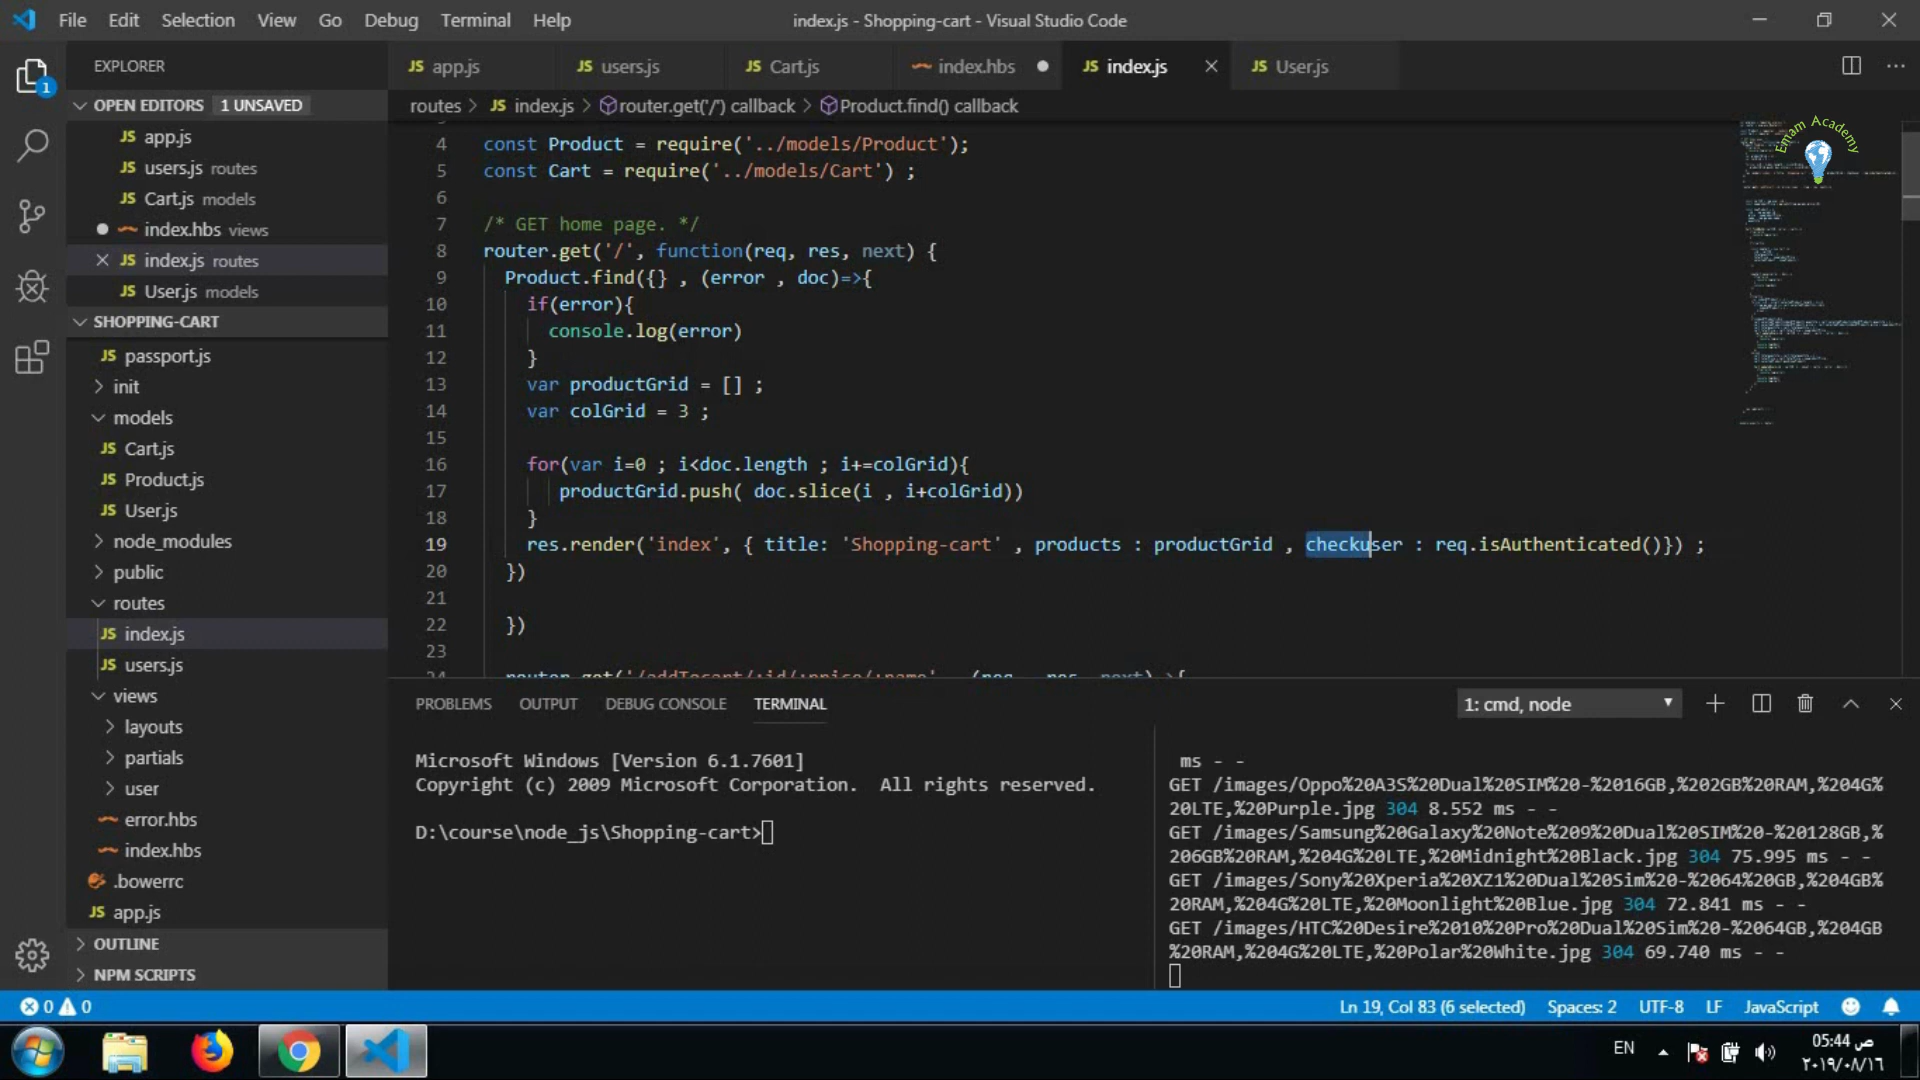 File Edit Selection View Go Debug Terminal Help
index.js - Shopping-cart - Visual Studio Code
EXPLORER
JS app.js
JS users.js
JS Cart.js
index.hbs
JS index.js
JS User.js
1
OPEN EDITORS 1 UNSAVED
JS app.js
JS users.js routes
JS Cart.js models
index.hbs views
JS index.js routes
JS User.js models
SHOPPING-CART
JS passport.js
init
models
JS Cart.js
JS Product.js
JS User.js
node_modules
public
routes
JS index.js
JS users.js
views
layouts
partials
user
error.hbs
index.hbs
.bowerrc
JS app.js
OUTLINE
NPM SCRIPTS
routes > JS index.js > router.get('/') callback > Product.find() callback
Emam Academy
4 const Product = require('../models/Product');
5 const Cart = require('../models/Cart') ;
6
7 /* GET home page. */
8 router.get('/', function(req, res, next) {
9 Product.find({} , (error , doc)=>{
10 if(error){
11 console.log(error)
12 }
13 var productGrid = [] ;
14 var colGrid = 3 ;
15
16 for(var i=0 ; i<doc.length ; i+=colGrid){
17 productGrid.push( doc.slice(i , i+colGrid))
18 }
19 res.render('index', { title: 'Shopping-cart' , products : productGrid , checkuser : req.isAuthenticated()}) ;
20 })
21
22 })
23
24 router.get('/addTocart/:id/:price/:name' , (req , res , next) =>{
PROBLEMS OUTPUT DEBUG CONSOLE TERMINAL
1: cmd, node
Microsoft Windows [Version 6.1.7601]
Copyright (c) 2009 Microsoft Corporation. All rights reserved.
D:\course\node_js\Shopping-cart>
ms - -
GET /images/Oppo%20A3S%20Dual%20SIM%20-%2016GB,%202GB%20RAM,%204G%
20LTE,%20Purple.jpg 304 8.552 ms - -
GET /images/Samsung%20Galaxy%20Note%209%20Dual%20SIM%20-%20128GB,%
206GB%20RAM,%204G%20LTE,%20Midnight%20Black.jpg 304 75.995 ms - -
GET /images/Sony%20Xperia%20XZ1%20Dual%20Sim%20-%2064%20GB,%204GB%
20RAM,%204G%20LTE,%20Moonlight%20Blue.jpg 304 72.841 ms - -
GET /images/HTC%20Desire%2010%20Pro%20Dual%20Sim%20-%2064GB,%204GB
%20RAM,%204G%20LTE,%20Polar%20White.jpg 304 69.740 ms - -
0 0
Ln 19, Col 83 (6 selected) Spaces: 2 UTF-8 LF JavaScript
EN
05:44 ص
٢٠١٩/٠٨/١٦